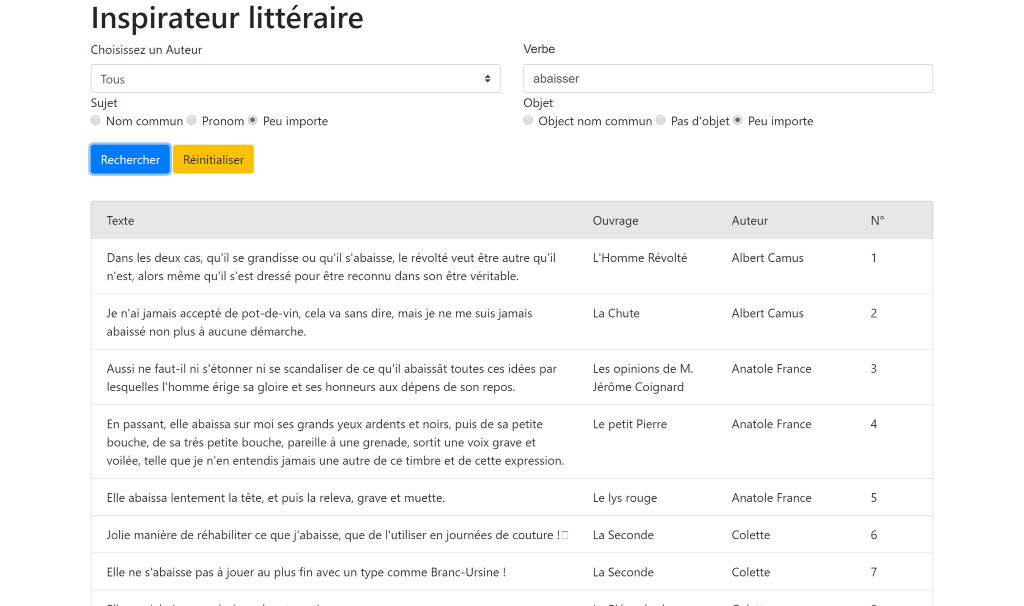 Inspirateur littéraire
Choisissez un Auteur
Verbe
Tous
abaisser
Sujet
Objet
Nom commun Pronom Peu importe
Object nom commun Pas d'objet Peu importe
Rechercher Réinitialiser
Texte Ouvrage Auteur N°
Dans les deux cas, qu'il se grandisse ou qu'il s'abaisse, le révolté veut être autre qu'il
n'est, alors même qu'il s'est dressé pour être reconnu dans son être véritable.
L'Homme Révolté
Albert Camus
1
Je n'ai jamais accepté de pot-de-vin, cela va sans dire, mais je ne me suis jamais
abaissé non plus à aucune démarche.
La Chute
Albert Camus
2
Aussi ne faut-il ni s'étonner ni se scandaliser de ce qu'il abaissât toutes ces idées par
lesquelles l'homme érige sa gloire et ses honneurs aux dépens de son repos.
Les opinions de M.
Jérôme Coignard
Anatole France
3
En passant, elle abaissa sur moi ses grands yeux ardents et noirs, puis de sa petite
bouche, de sa très petite bouche, pareille à une grenade, sortit une voix grave et
voilée, telle que je n'en entendis jamais une autre de ce timbre et de cette expression.
Le petit Pierre
Anatole France
4
Elle abaissa lentement la tête, et puis la releva, grave et muette.
Le lys rouge
Anatole France
5
Jolie manière de réhabiliter ce que j'abaisse, que de l'utiliser en journées de couture !
La Seconde
Colette
6
Elle ne s'abaisse pas à jouer au plus fin avec un type comme Branc-Ursine !
La Seconde
Colette
7